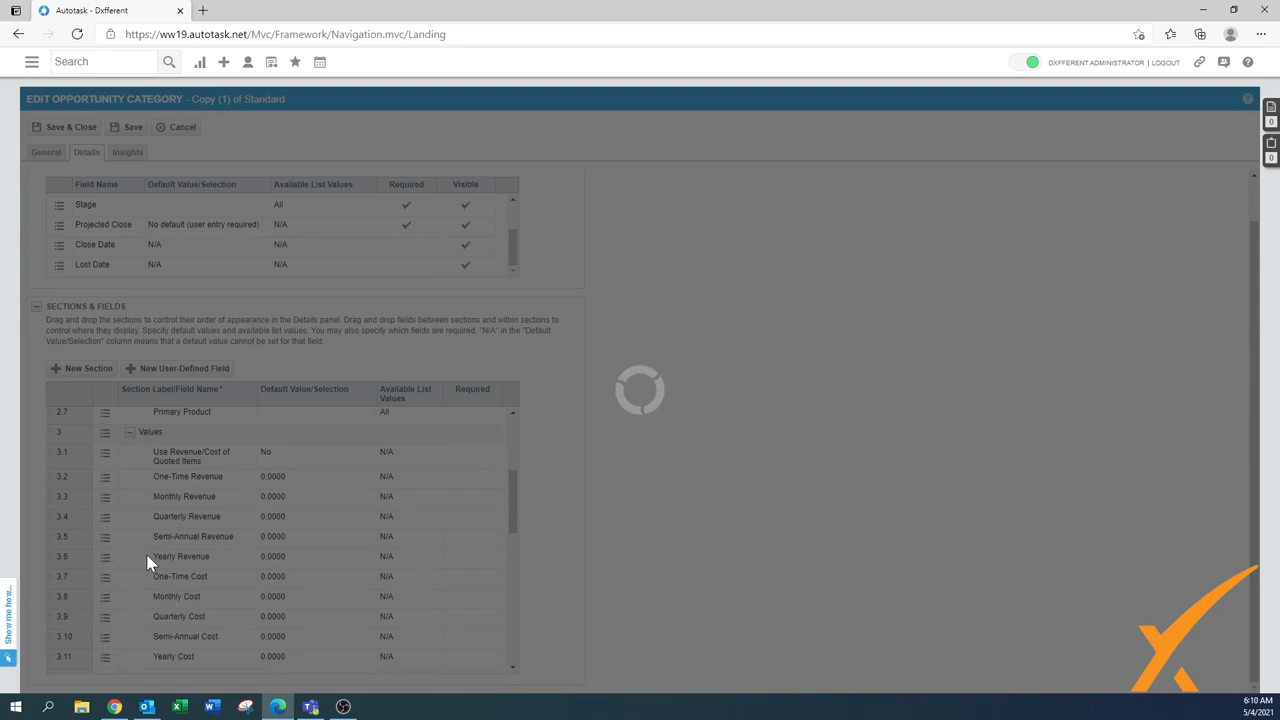 Autotask - Dxfferent
https://ww19.autotask.net/Mvc/Framework/Navigation.mvc/Landing
Search
DXFFERENT ADMINISTRATOR | LOGOUT
EDIT OPPORTUNITY CATEGORY - Copy (1) of Standard
Save & Close Save Cancel
General Details Insights
0
0
Field Name Default Value/Selection Available List Values Required Visible
Stage All
Projected Close No default (user entry required) N/A
Close Date N/A N/A
Lost Date N/A N/A
SECTIONS & FIELDS
Drag and drop the sections to control their order of appearance in the Details panel. Drag and drop fields between sections and within sections to
control where they display. Specify default values and available list values. You may also specify which fields are required. "N/A" in the "Default
Value/Selection" column means that a default value cannot be set for that field.
New Section New User-Defined Field
Section Label/Field Name* Default Value/Selection Available List
Values Required
2.7 Primary Product All
3 Values
3.1 Use Revenue/Cost of
Quoted Items No N/A
3.2 One-Time Revenue 0.0000 N/A
3.3 Monthly Revenue 0.0000 N/A
3.4 Quarterly Revenue 0.0000 N/A
3.5 Semi-Annual Revenue 0.0000 N/A
3.6 Yearly Revenue 0.0000 N/A
3.7 One-Time Cost 0.0000 N/A
3.8 Monthly Cost 0.0000 N/A
3.9 Quarterly Cost 0.0000 N/A
3.10 Semi-Annual Cost 0.0000 N/A
3.11 Yearly Cost 0.0000 N/A
Show me how...
6:10 AM
5/4/2021